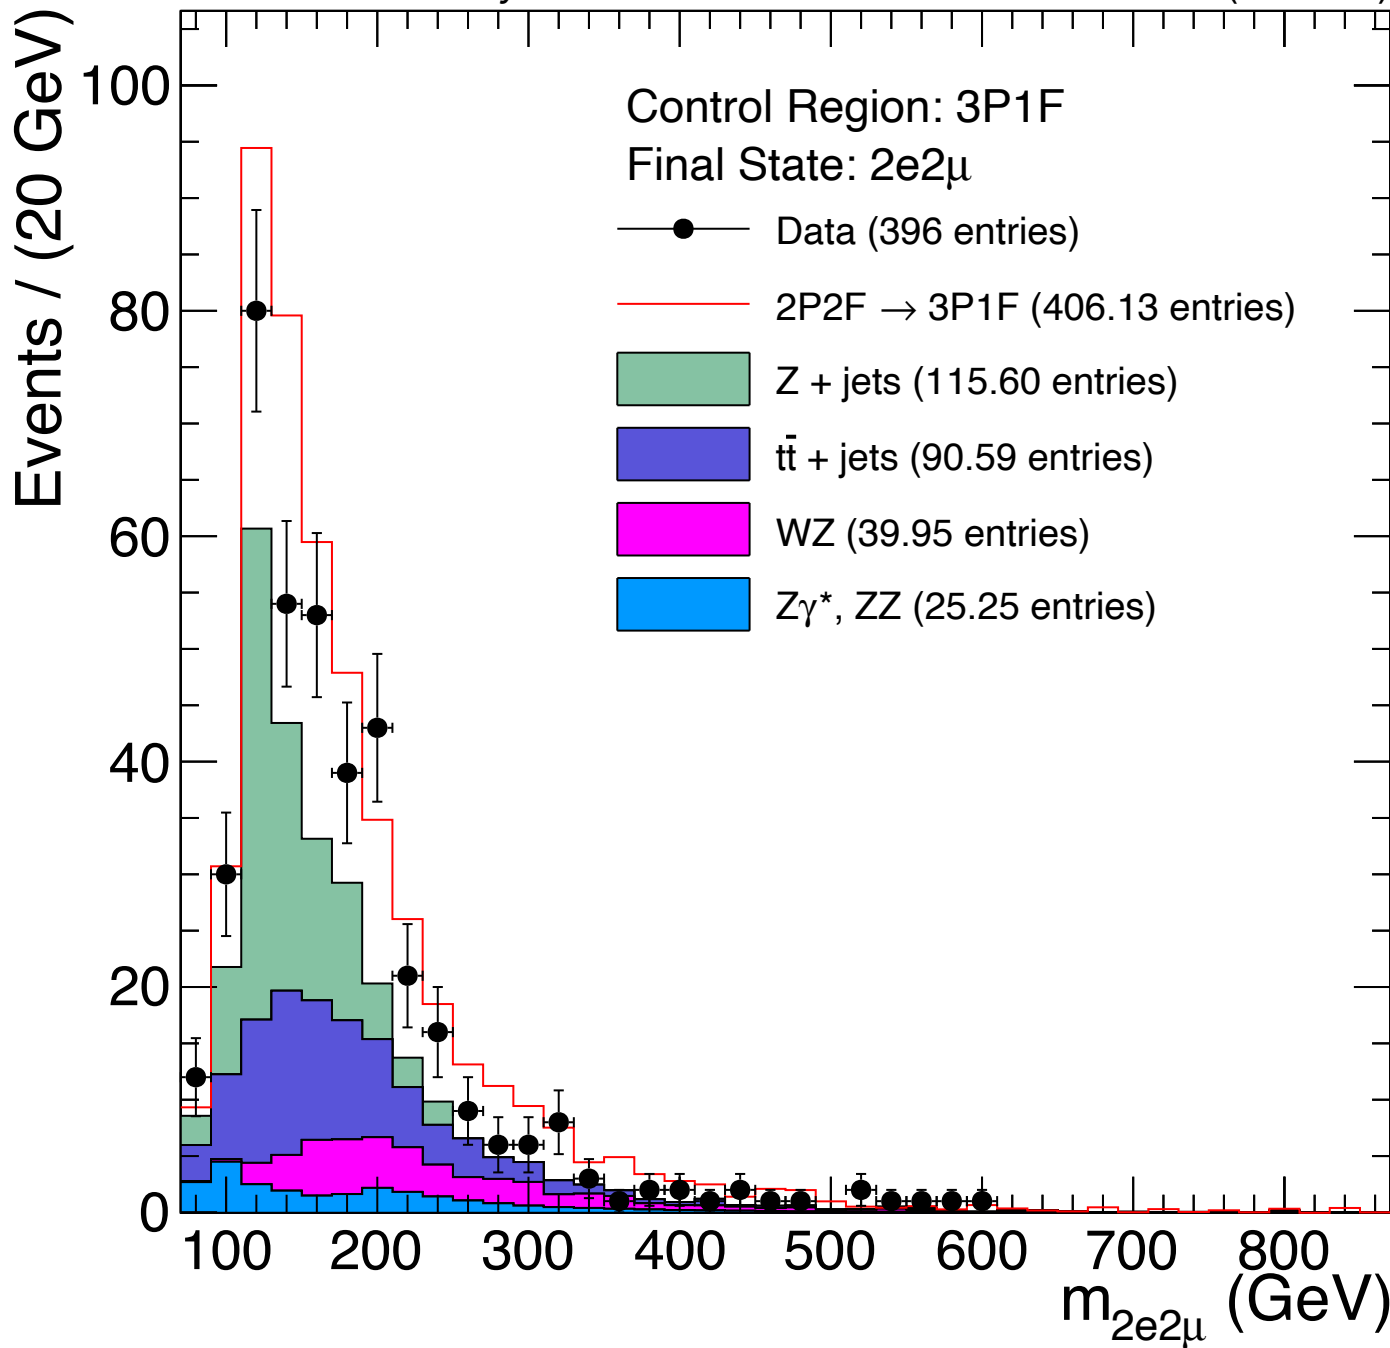 Events / (20 GeV)
100
80
60
40
20
0
Control Region: 3P1F
Final State: 2e2μ
Data (396 entries)
2P2F → 3P1F (406.13 entries)
Z + jets (115.60 entries)
tt̄ + jets (90.59 entries)
WZ (39.95 entries)
Zγ*, ZZ (25.25 entries)
100 200 300 400 500 600 700 800
m2e2μ (GeV)